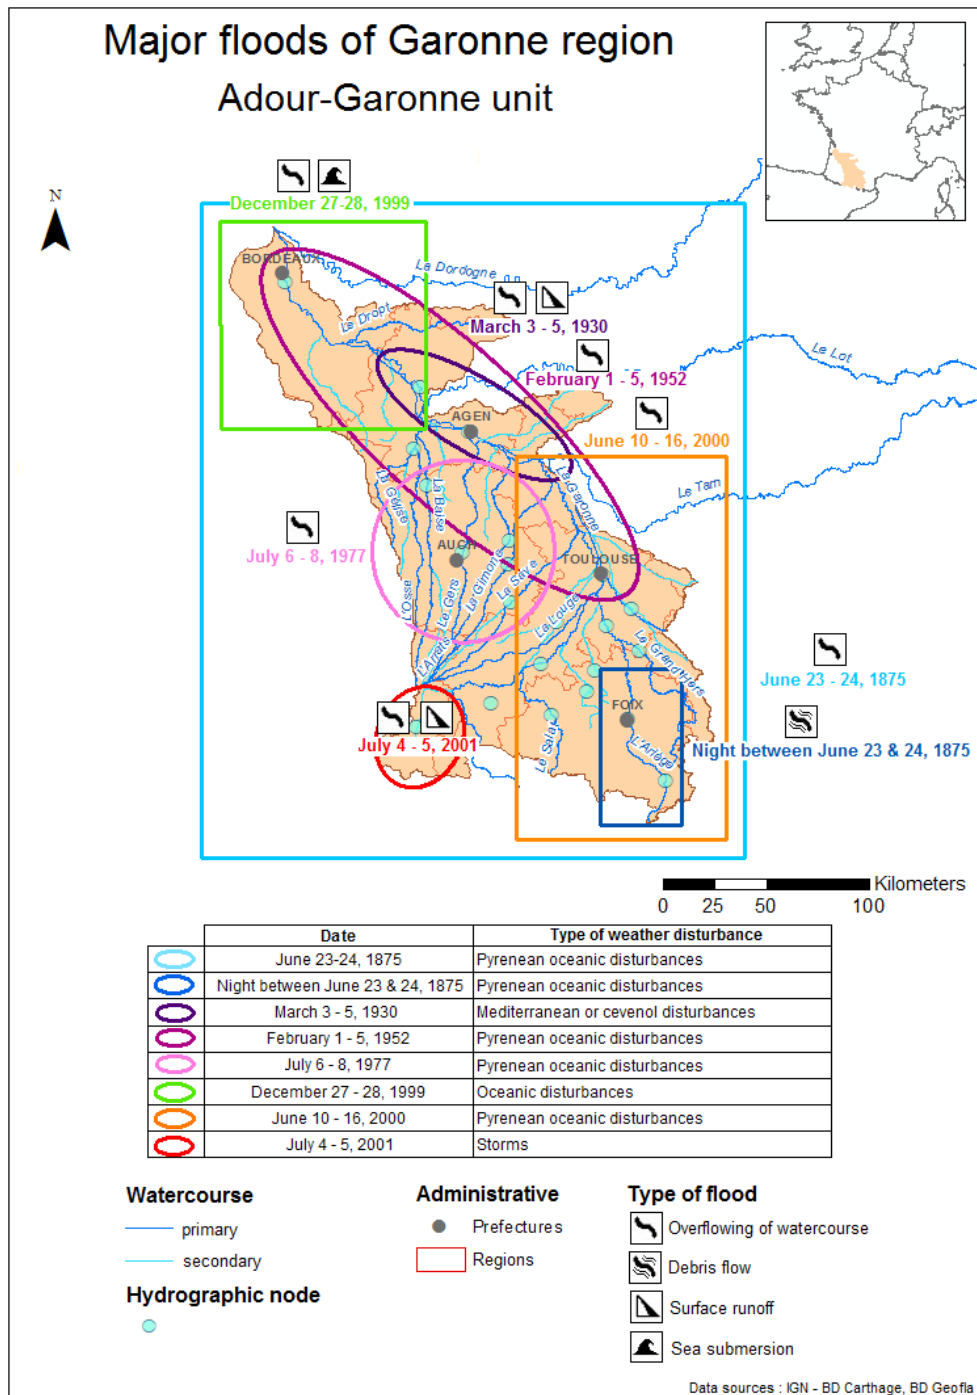 Major floods of Garonne region
Adour-Garonne unit
N
December 27-28, 1999
BORDEAUX
La Dordogne
Le Dropt
March 3 - 5, 1930
Le Lot
February 1 - 5, 1952
AGEN
June 10 - 16, 2000
La Garonne
Le Tarn
La Gélise
La Baïse
July 6 - 8, 1977
AUCH
TOULOUSE
L'Osse
Le Gers
La Gimone
La Save
L'Arrats
La Louge
Le Grand Hers
June 23 - 24, 1875
FOIX
July 4 - 5, 2001
Le Salat
L'Ariège
Night between June 23 & 24, 1875
Kilometers
0 25 50 100
Date Type of weather disturbance
June 23-24, 1875 Pyrenean oceanic disturbances
Night between June 23 & 24, 1875 Pyrenean oceanic disturbances
March 3 - 5, 1930 Mediterranean or cevenol disturbances
February 1 - 5, 1952 Pyrenean oceanic disturbances
July 6 - 8, 1977 Pyrenean oceanic disturbances
December 27 - 28, 1999 Oceanic disturbances
June 10 - 16, 2000 Pyrenean oceanic disturbances
July 4 - 5, 2001 Storms
Watercourse
primary
secondary
Hydrographic node
Administrative
Prefectures
Regions
Type of flood
Overflowing of watercourse
Debris flow
Surface runoff
Sea submersion
Data sources : IGN - BD Carthage, BD Geofla